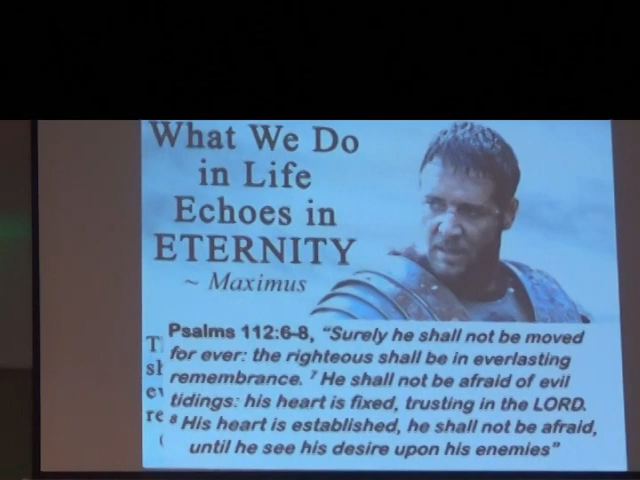 What We Do
in Life
Echoes in
ETERNITY
~ Maximus
Psalms 112:6-8, “Surely he shall not be moved
for ever: the righteous shall be in everlasting
remembrance. ⁷ He shall not be afraid of evil
tidings: his heart is fixed, trusting in the LORD.
⁸ His heart is established, he shall not be afraid,
until he see his desire upon his enemies”